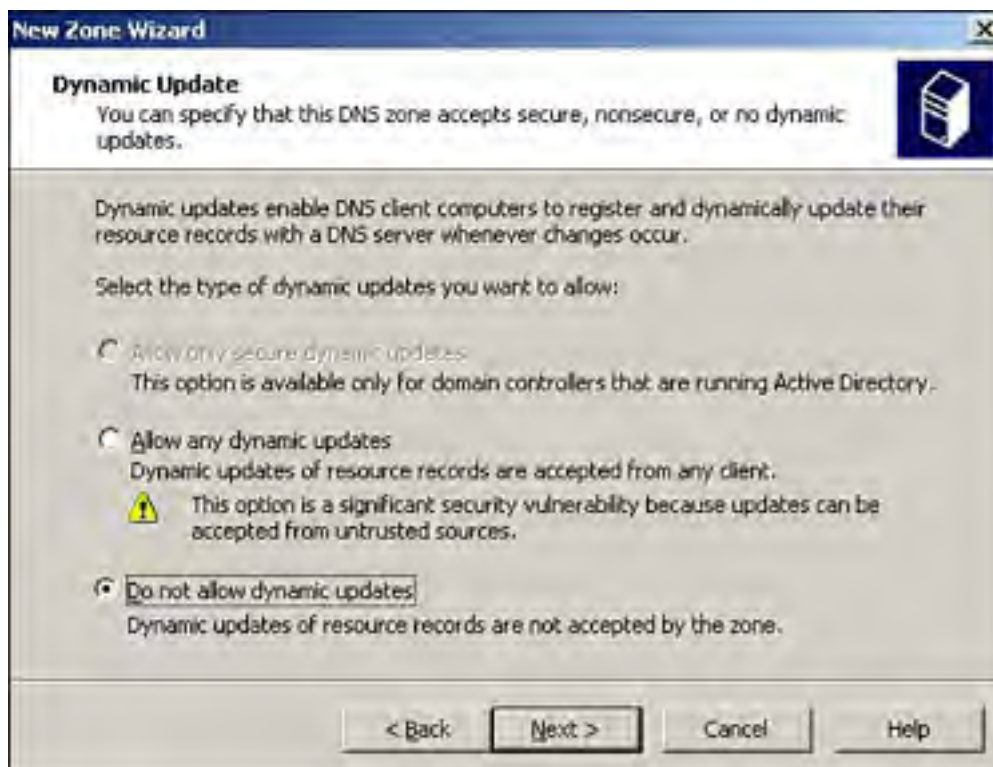 New Zone Wizard
Dynamic Update
You can specify that this DNS zone accepts secure, nonsecure, or no dynamic
updates.
Dynamic updates enable DNS client computers to register and dynamically update their
resource records with a DNS server whenever changes occur.
Select the type of dynamic updates you want to allow:
Allow only secure dynamic updates
This option is available only for domain controllers that are running Active Directory.
Allow any dynamic updates
Dynamic updates of resource records are accepted from any client.
This option is a significant security vulnerability because updates can be
accepted from untrusted sources.
Do not allow dynamic updates
Dynamic updates of resource records are not accepted by the zone.
< Back Next > Cancel Help